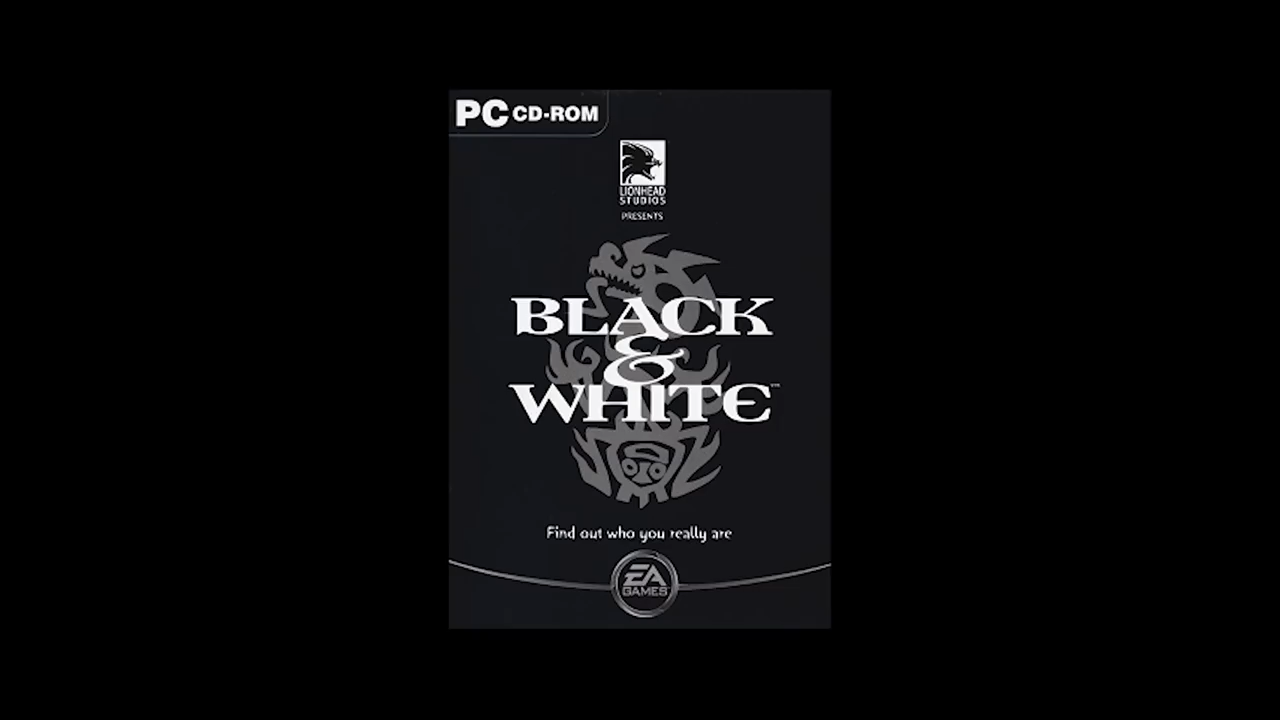 PC CD-ROM
LIONHEAD
STUDIOS
PRESENTS
BLACK
&
WHITE™
Find out who you really are
EA
GAMES